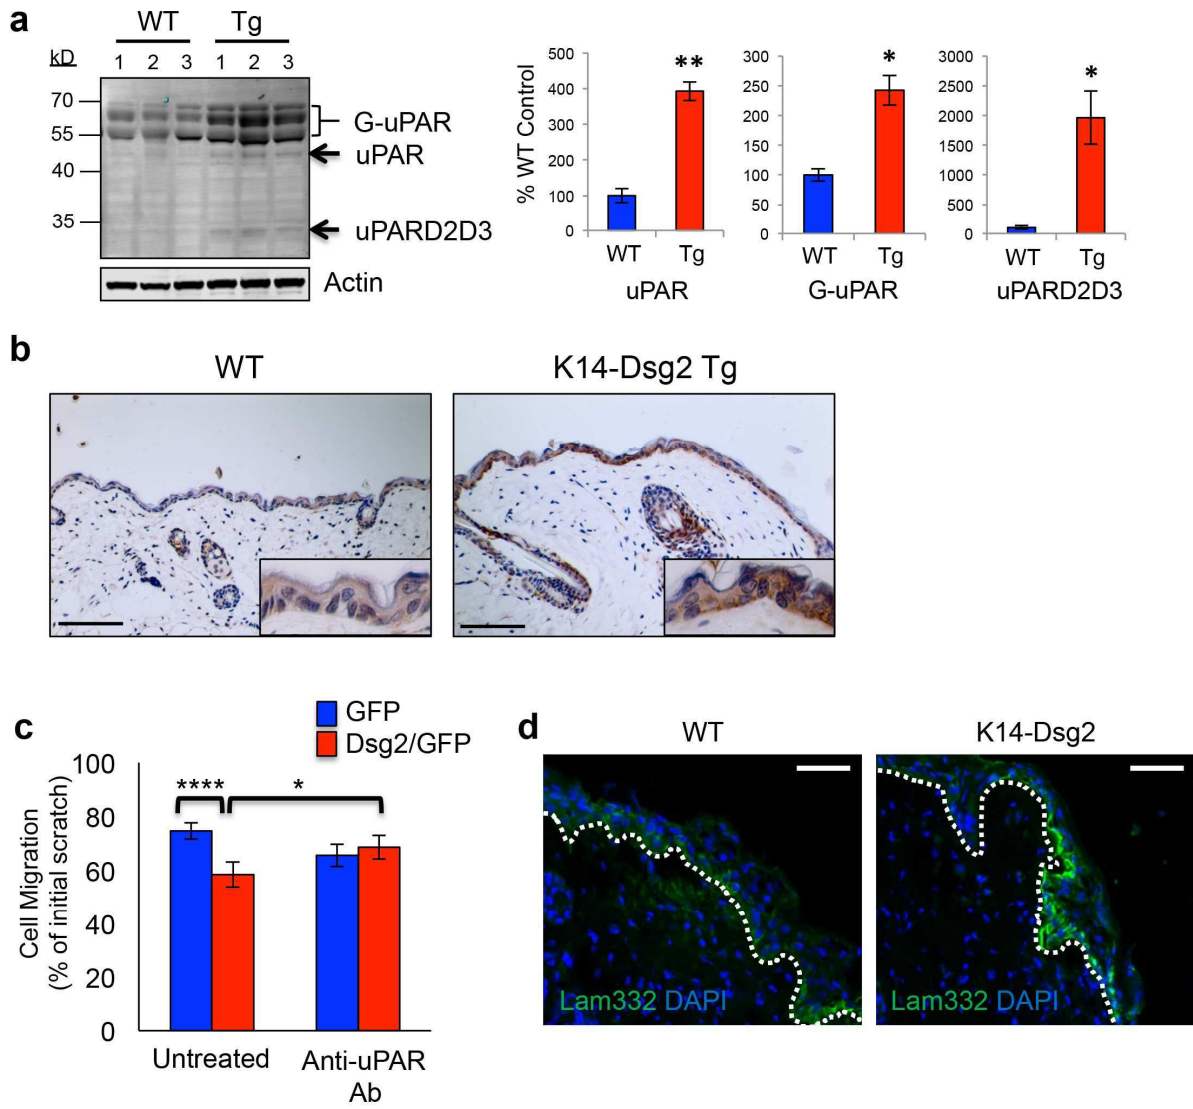 a
WT Tg
kD 1 2 3 1 2 3
70
55
40
35
G-uPAR
uPAR
uPARD2D3
Actin
% WT Control
500
400
300
200
100
0
WT Tg
uPAR
**
300
250
200
150
100
50
0
WT Tg
G-uPAR
*
3000
2500
2000
1500
1000
500
0
WT Tg
uPARD2D3
*
b
WT
K14-Dsg2 Tg
c
GFP
Dsg2/GFP
Cell Migration
(% of initial scratch)
100
80
60
40
20
0
****
*
Untreated
Anti-uPAR
Ab
d
WT
K14-Dsg2
Lam332 DAPI
Lam332 DAPI